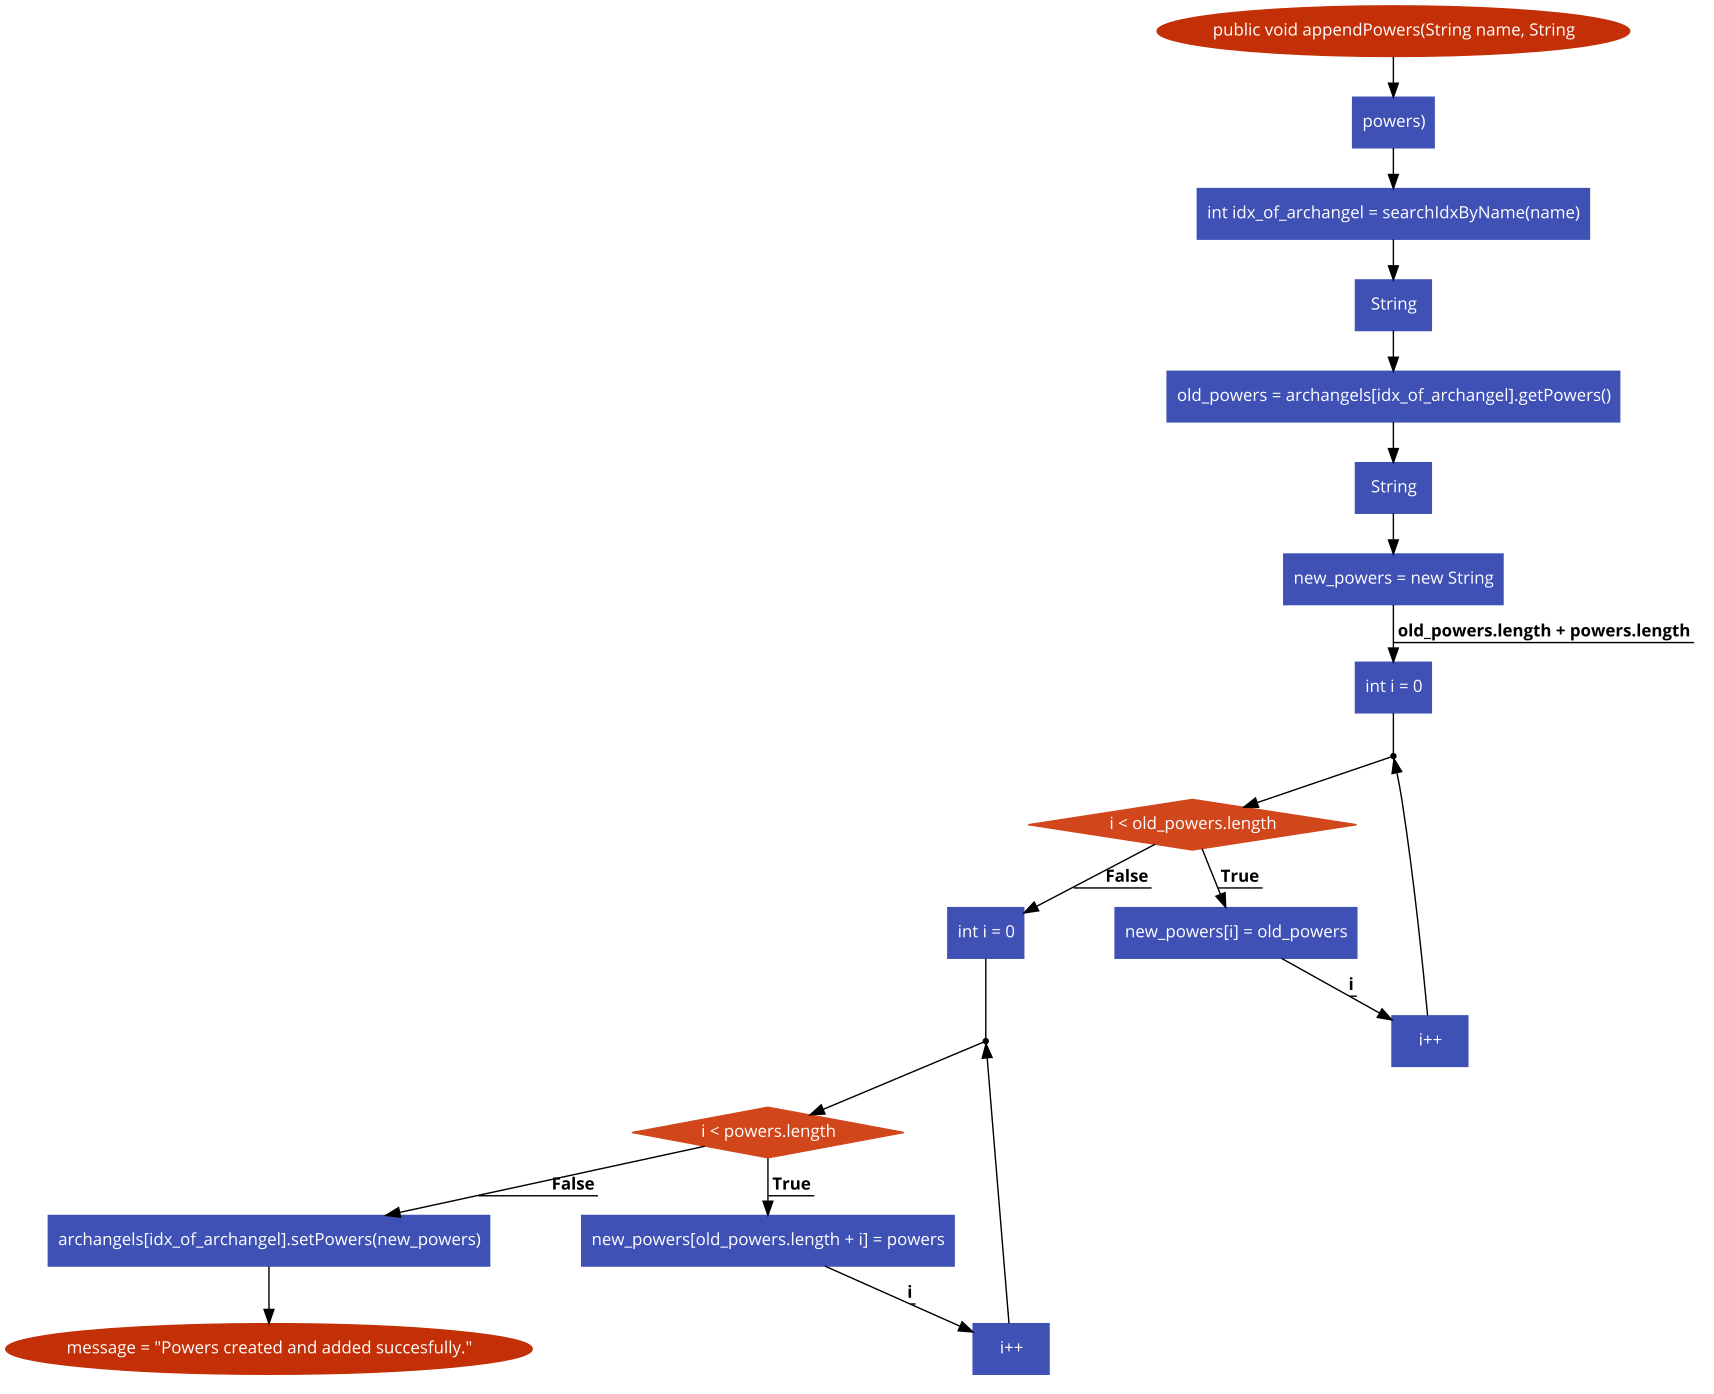 public void appendPowers(String name, String
powers)
int idx_of_archangel = searchIdxByName(name)
String
old_powers = archangels[idx_of_archangel].getPowers()
String
new_powers = new String
old_powers.length + powers.length
int i = 0
i < old_powers.length
False
True
int i = 0
new_powers[i] = old_powers
i
i++
i < powers.length
False
True
archangels[idx_of_archangel].setPowers(new_powers)
new_powers[old_powers.length + i] = powers
i
message = "Powers created and added succesfully."
i++